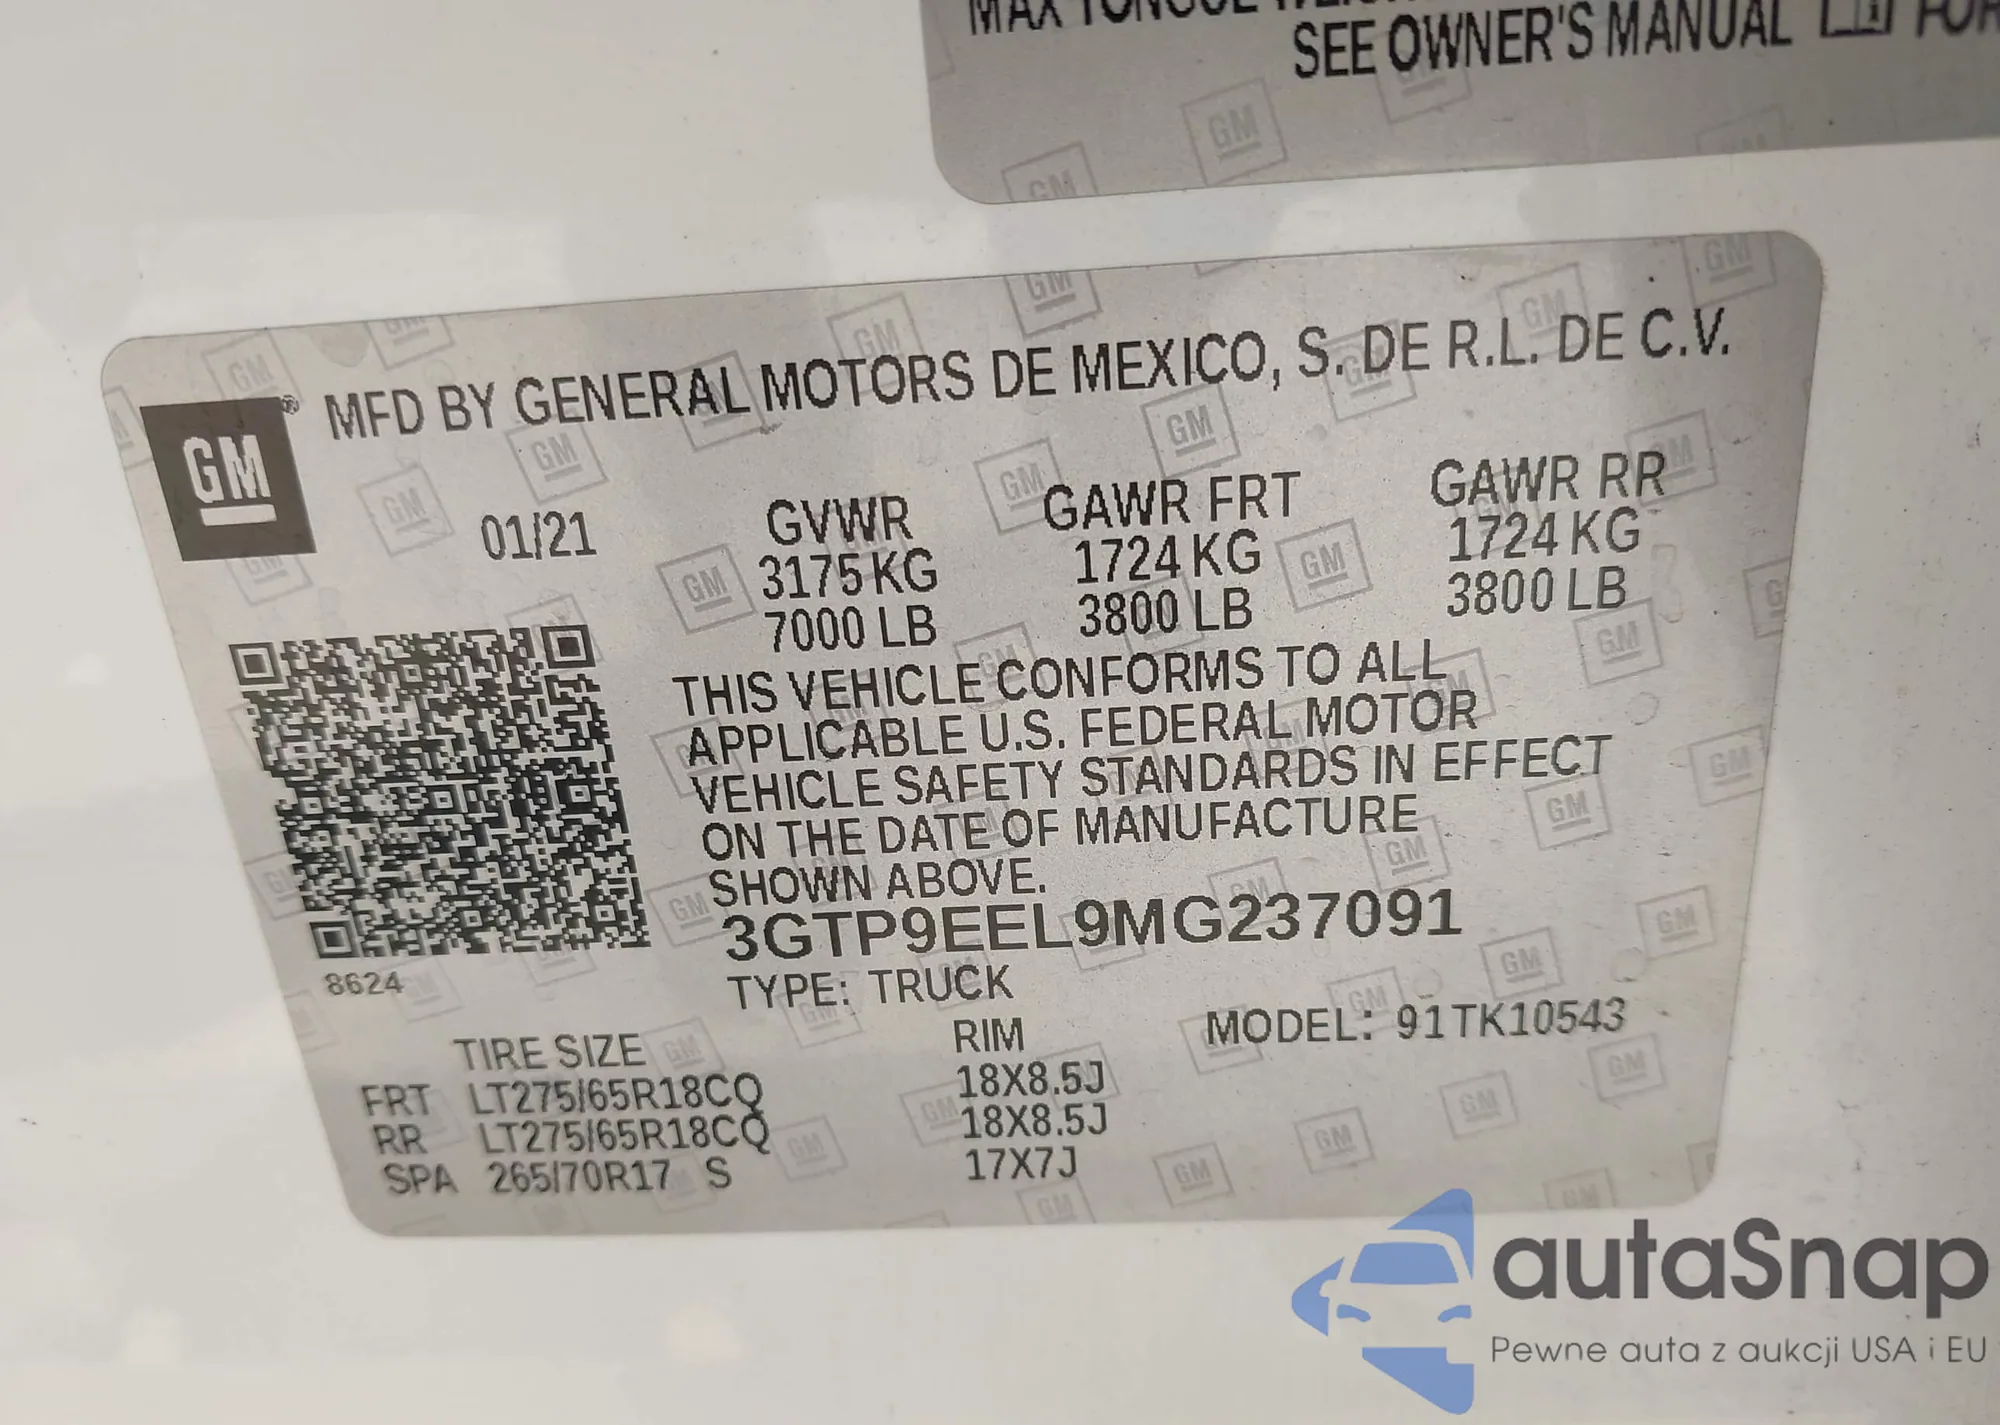 MAX TONGUE
SEE OWNER'S MANUAL FOR
GM ® MFD BY GENERAL MOTORS DE MEXICO, S. DE R.L. DE C.V.
01/21 GVWR GAWR FRT GAWR RR
3175 KG 1724 KG 1724 KG
7000 LB 3800 LB 3800 LB
THIS VEHICLE CONFORMS TO ALL
APPLICABLE U.S. FEDERAL MOTOR
VEHICLE SAFETY STANDARDS IN EFFECT
ON THE DATE OF MANUFACTURE
SHOWN ABOVE.
3GTP9EEL9MG237091
8624
TYPE: TRUCK
MODEL: 91TK10543
TIRE SIZE RIM
FRT LT275/65R18CQ 18X8.5J
RR LT275/65R18CQ 18X8.5J
SPA 265/70R17 S 17X7J
autaSnap
Pewne auta z aukcji USA i EU